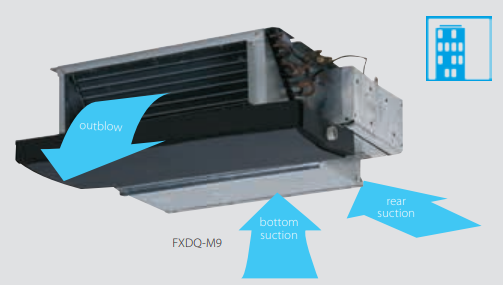 outblow
rear
suction
bottom
suction
FXDQ-M9